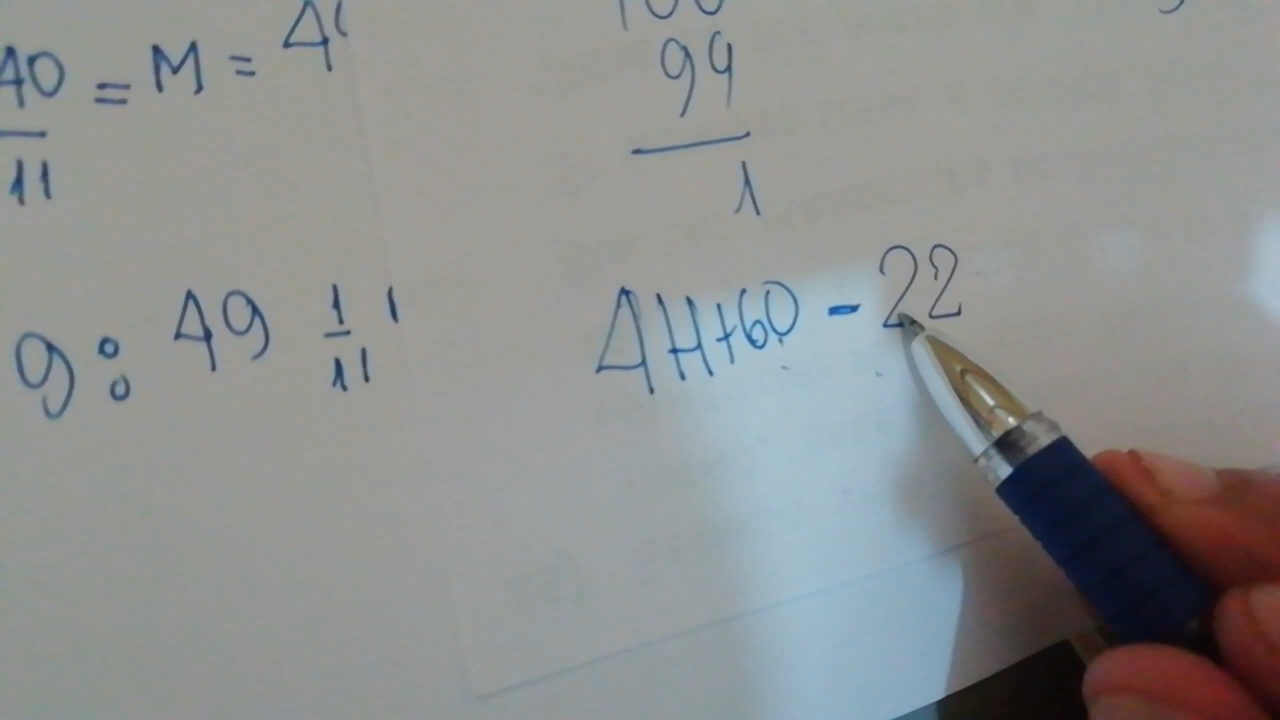 40 = M = 4
11
99
1
9 : 49 1/11 '
4H+60 - 22